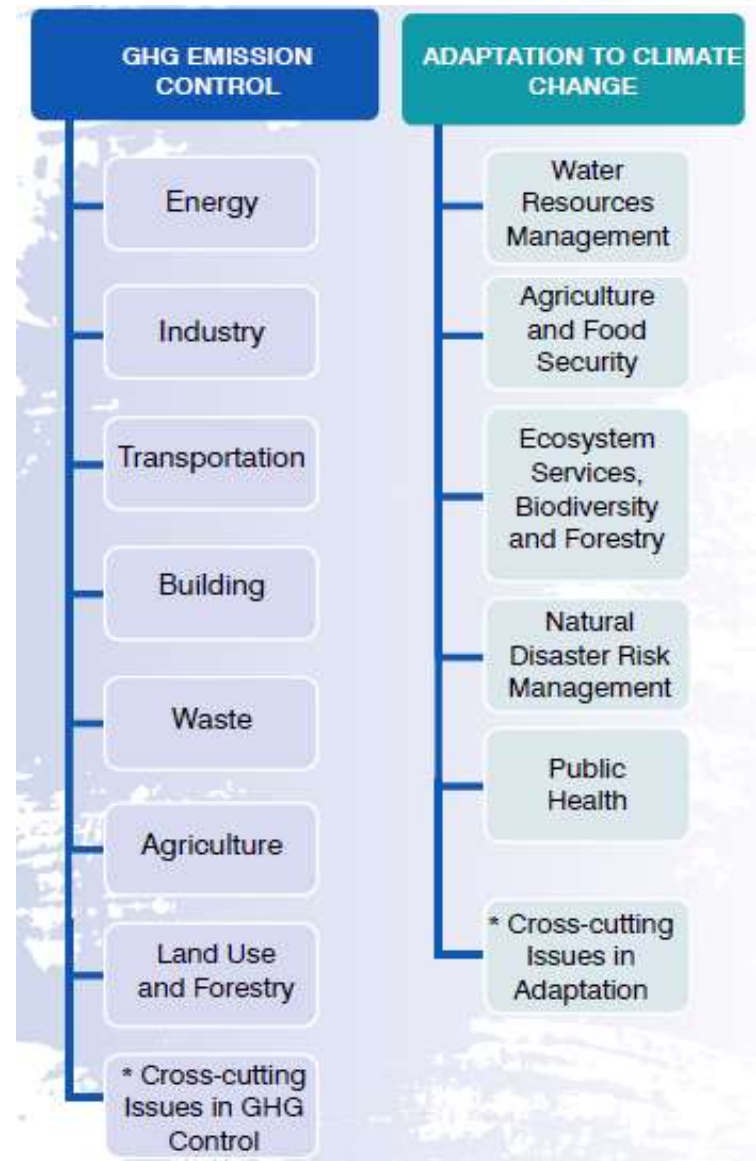 GHG EMISSION
CONTROL
Energy
Industry
Transportation
Building
Waste
Agriculture
Land Use
and Forestry
* Cross-cutting
Issues in GHG
Control
ADAPTATION TO CLIMATE
CHANGE
Water
Resources
Management
Agriculture
and Food
Security
Ecosystem
Services,
Biodiversity
and Forestry
Natural
Disaster Risk
Management
Public
Health
* Cross-cutting
Issues in
Adaptation